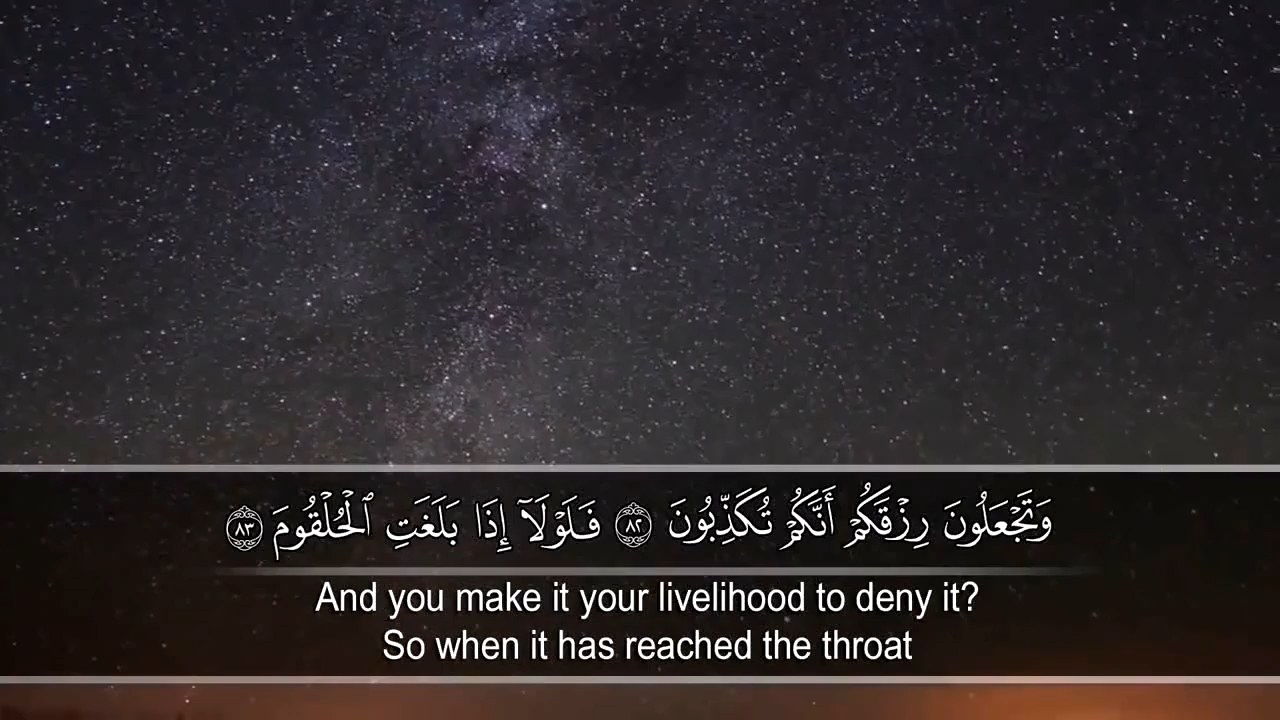 وَتَجْعَلُونَ رِزْقَكُمْ أَنَّكُمْ تُكَذِّبُونَ ٨٢ فَلَوْلَآ إِذَا بَلَغَتِ ٱلْحُلْقُومَ ٨٣
And you make it your livelihood to deny it?
So when it has reached the throat